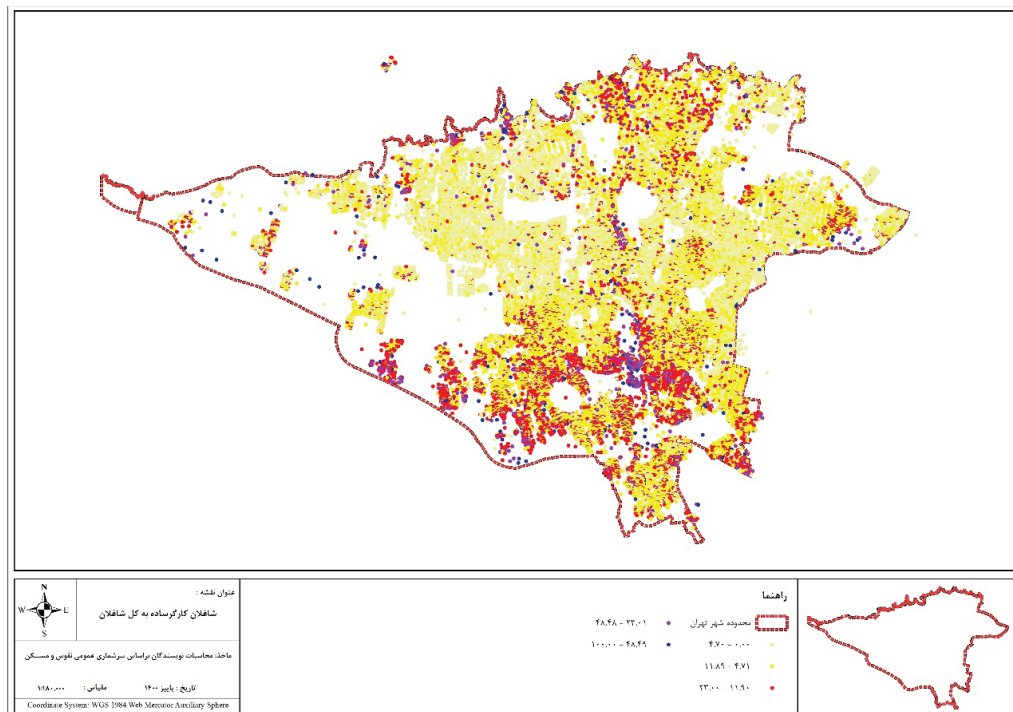 عنوان نقشه :
شاغلان کارگرساده به کل شاغلان
N
W E
S
ماخذ: محاسبات نویسندگان براساس سرشماری عمومی نفوس و مسکن
تاریخ : پاییز ۱۴۰۰ مقیاس : ۱:۱۸۰,۰۰۰
Coordinate System: WGS 1984 Web Mercator Auxiliary Sphere
راهنما
محدوده شهر تهران
۰.۰۰ - ۴.۷۰
۴.۷۱ - ۱۱.۸۹
۱۱.۹۰ - ۲۳.۰۰
۲۳.۰۱ - ۴۸.۴۸
۴۸.۴۹ - ۱۰۰.۰۰